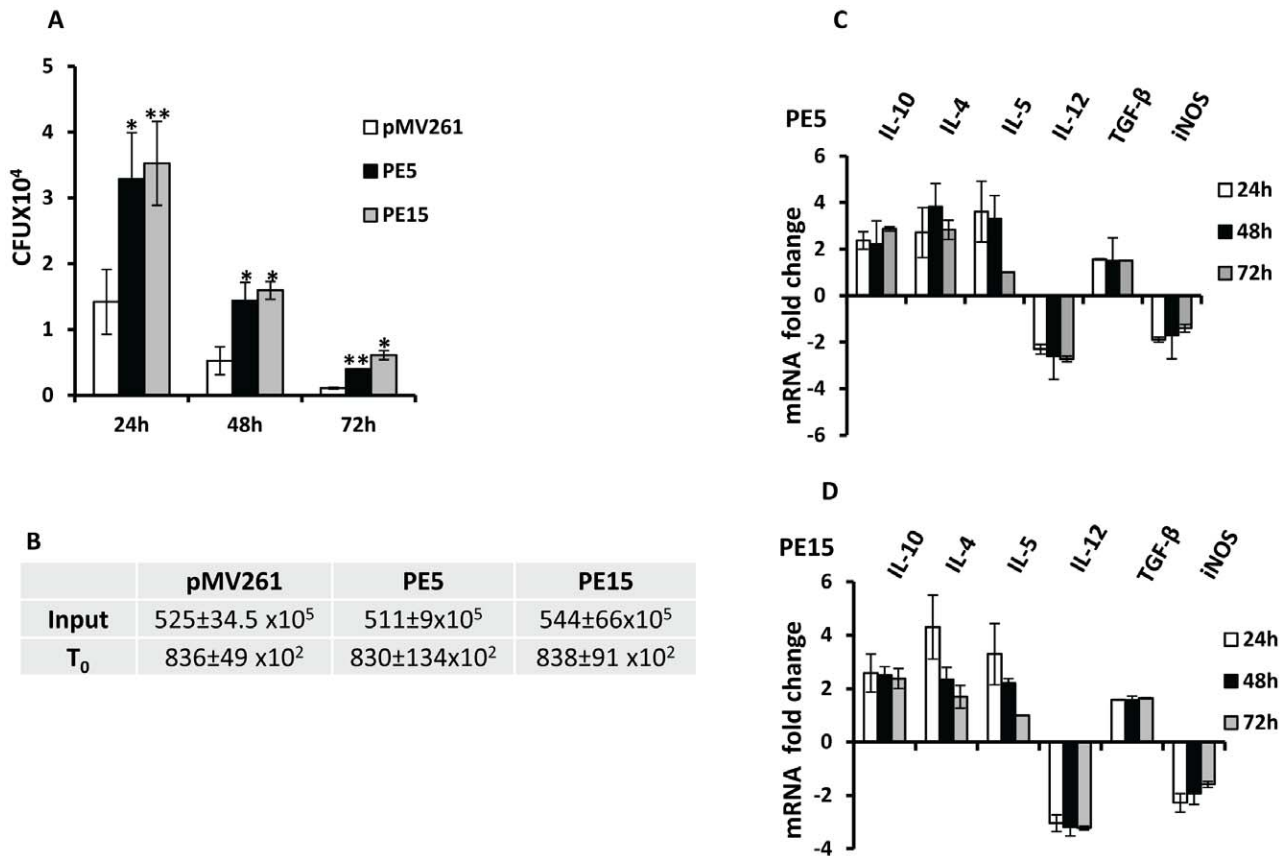 A
5
4
3
2
1
0
CFUX10⁴
* **
* *
** *
24h 48h 72h
pMV261
PE5
PE15
B
pMV261 PE5 PE15
Input 525±34.5 x10⁵ 511±9x10⁵ 544±66x10⁵
T₀ 836±49 x10² 830±134x10² 838±91 x10²
C
PE5
IL-10 IL-4 IL-5 IL-12 TGF-β iNOS
6
4
2
0
-2
-4
-6
mRNA fold change
24h
48h
72h
D
PE15
IL-10 IL-4 IL-5 IL-12 TGF-β iNOS
6
4
2
0
-2
-4
mRNA fold change
24h
48h
72h